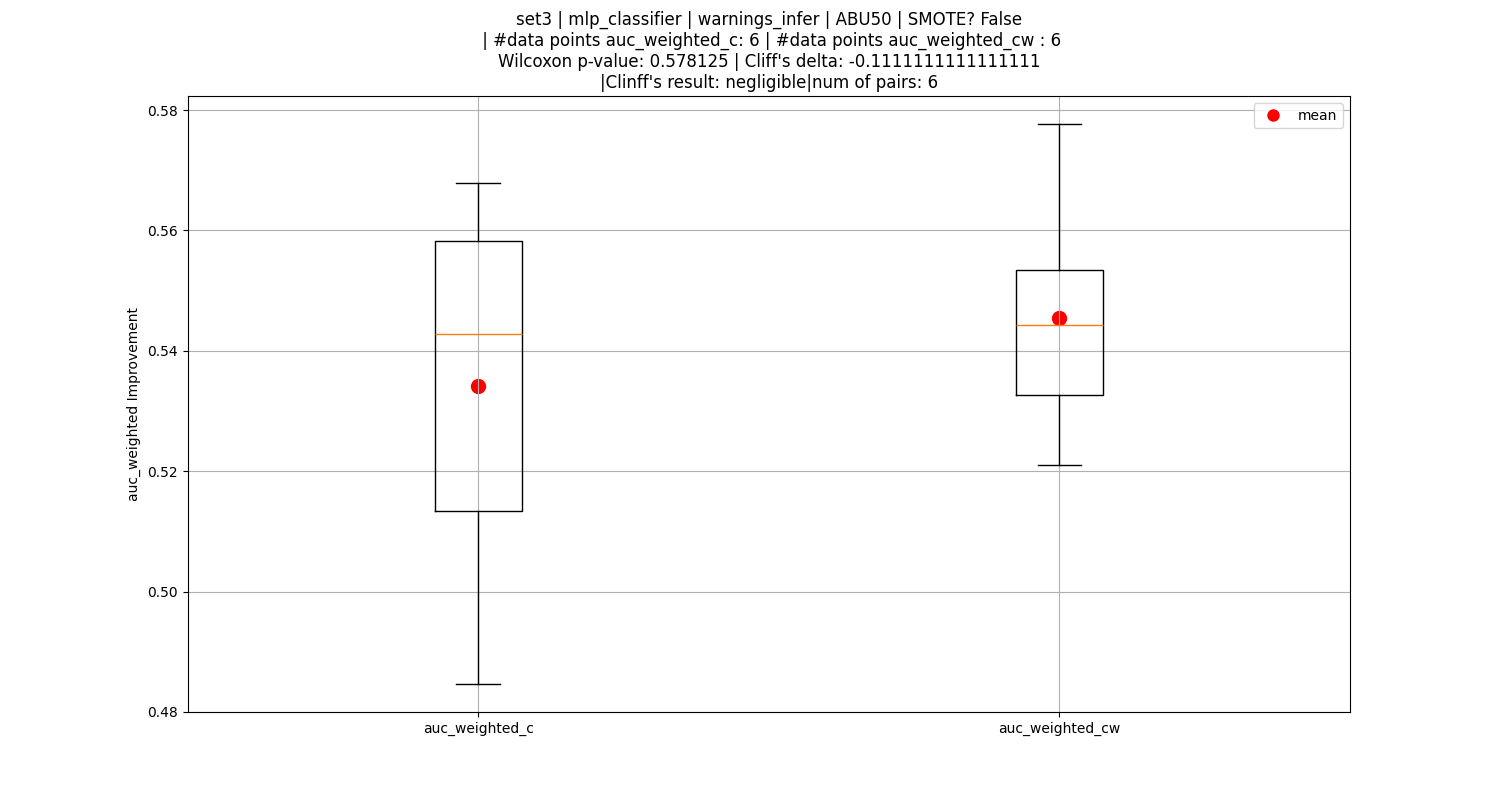 set3 | mlp_classifier | warnings_infer | ABU50 | SMOTE? False
| #data points auc_weighted_c: 6 | #data points auc_weighted_cw : 6
Wilcoxon p-value: 0.578125 | Cliff's delta: -0.1111111111111111
|Clinff's result: negligible|num of pairs: 6
mean
auc_weighted Improvement
0.58
0.56
0.54
0.52
0.50
0.48
auc_weighted_c
auc_weighted_cw